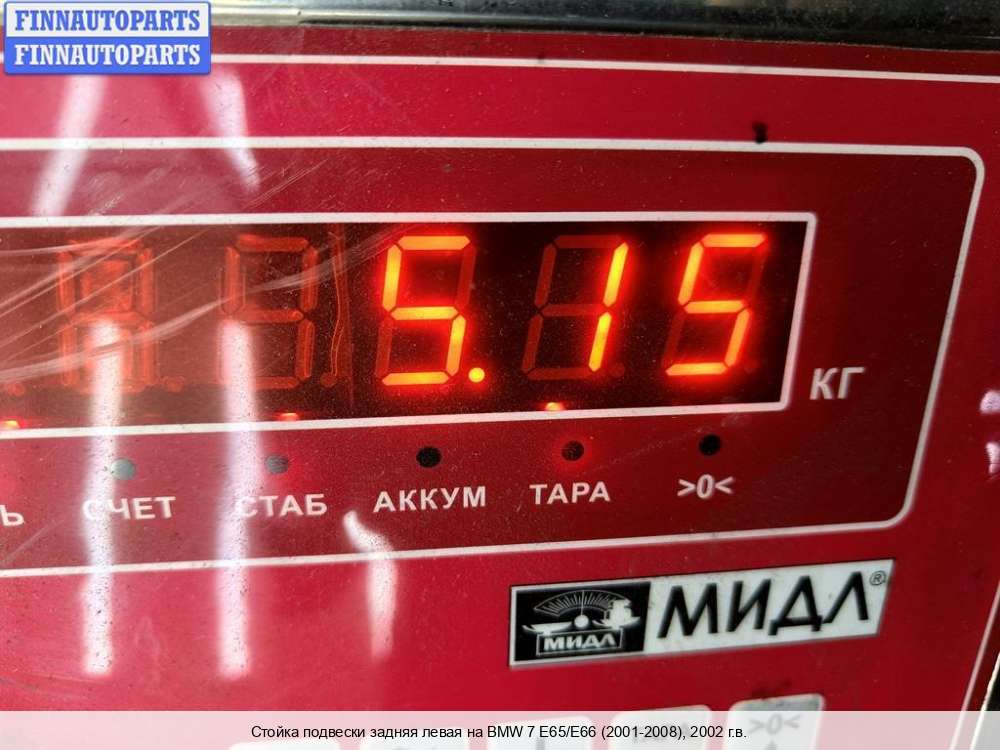 FINNAUTOPARTS
FINNAUTOPARTS
5.15
КГ
Ь СЧЕТ СТАБ АККУМ ТАРА >0<
МИДЛ МИДЛ®
>0<
Стойка подвески задняя левая на BMW 7 E65/E66 (2001-2008), 2002 г.в.